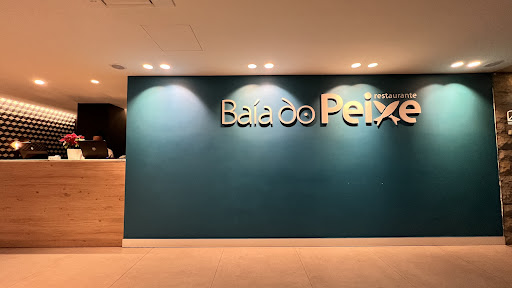 restaurante
Baía do Peixe